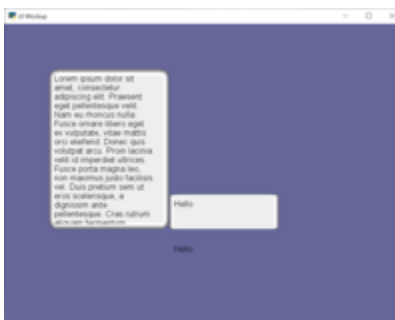 UI Mockup
Lorem ipsum dolor sit
amet, consectetur
adipiscing elit. Praesent
eget pellentesque velit.
Nam eu rhoncus nulla.
Fusce ornare libero eget
ex vulputate, vitae mattis
orci eleifend. Donec quis
volutpat arcu. Proin lacinia
velit id imperdiet ultrices.
Fusce porta magna leo,
non maximus justo facilisis
vel. Duis pretium sem ut
eros scelerisque, a
dignissim ante
pellentesque. Cras rutrum
aliquam fermentum
Hello
Hello